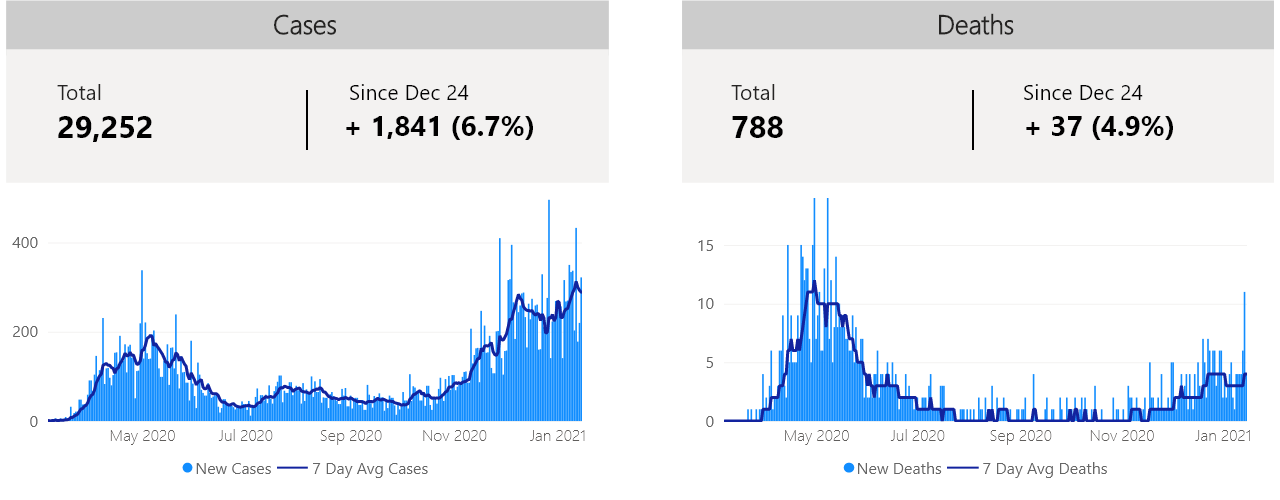 Cases
Total
Since Dec 24
29,252
+ 1,841 (6.7%)
400
200
0
May 2020 Jul 2020 Sep 2020 Nov 2020 Jan 2021
New Cases 7 Day Avg Cases
Deaths
Total
Since Dec 24
788
+ 37 (4.9%)
15
10
5
0
May 2020 Jul 2020 Sep 2020 Nov 2020 Jan 2021
New Deaths 7 Day Avg Deaths